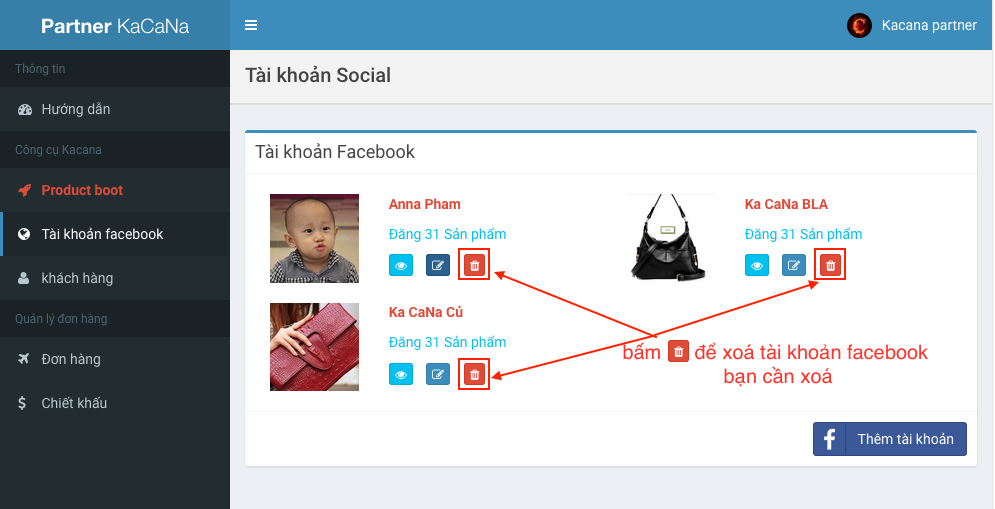 Partner KaCaNa
Kacana partner
Thông tin
Hướng dẫn
Công cụ Kacana
Product boot
Tài khoản facebook
khách hàng
Quản lý đơn hàng
Đơn hàng
Chiết khấu
Tài khoản Social
Tài khoản Facebook
Anna Pham
Đăng 31 Sản phẩm
Ka CaNa BLA
Đăng 31 Sản phẩm
Ka CaNa Củ
Đăng 31 Sản phẩm
bấm để xoá tài khoản facebook
bạn cần xoá
Thêm tài khoản